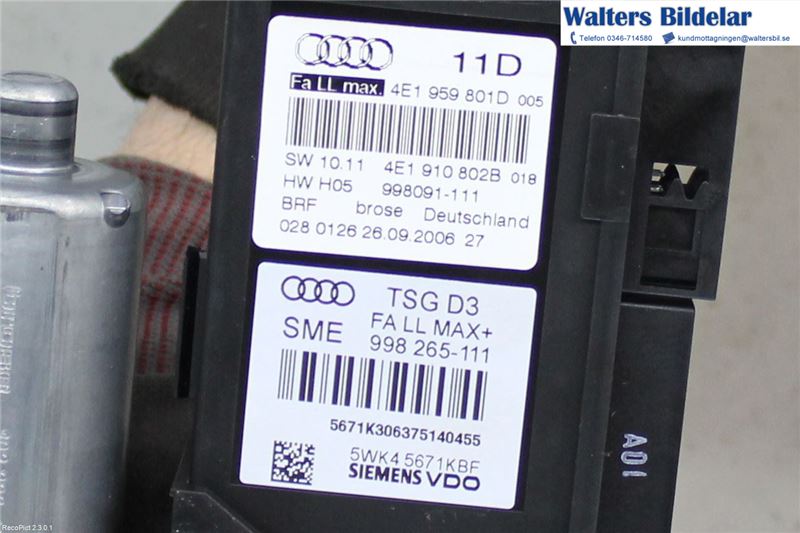 Walters Bildelar
Telefon 0346-714580 kundmottagningen@waltersbil.se
11D
Fa LL max. 4E1 959 801D 005
SW 10.11 4E1 910 802B 018
HW H05 998091-111
BRF brose Deutschland
028 0126 26.09.2006 27
TSG D3
SME FA LL MAX+
998 265-111
5671K306375140455
5WK4 5671KBF
SIEMENS VDO
A01
RecoPict 2.3.0.1